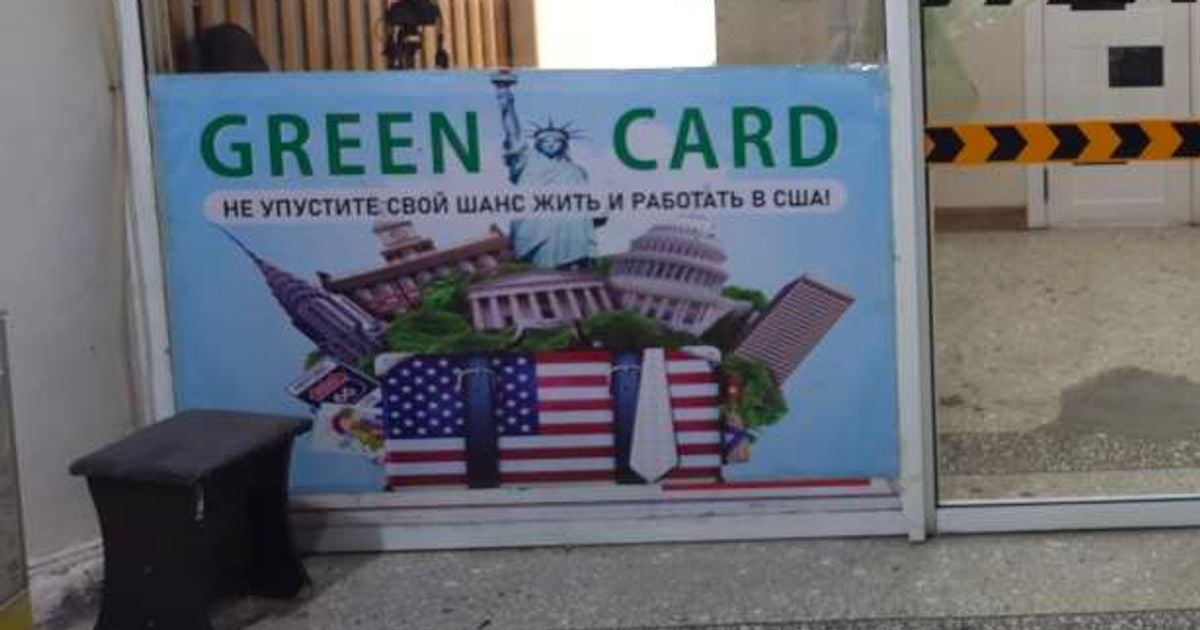 GREEN CARD
НЕ УПУСТИТЕ СВОЙ ШАНС ЖИТЬ И РАБОТАТЬ В США!